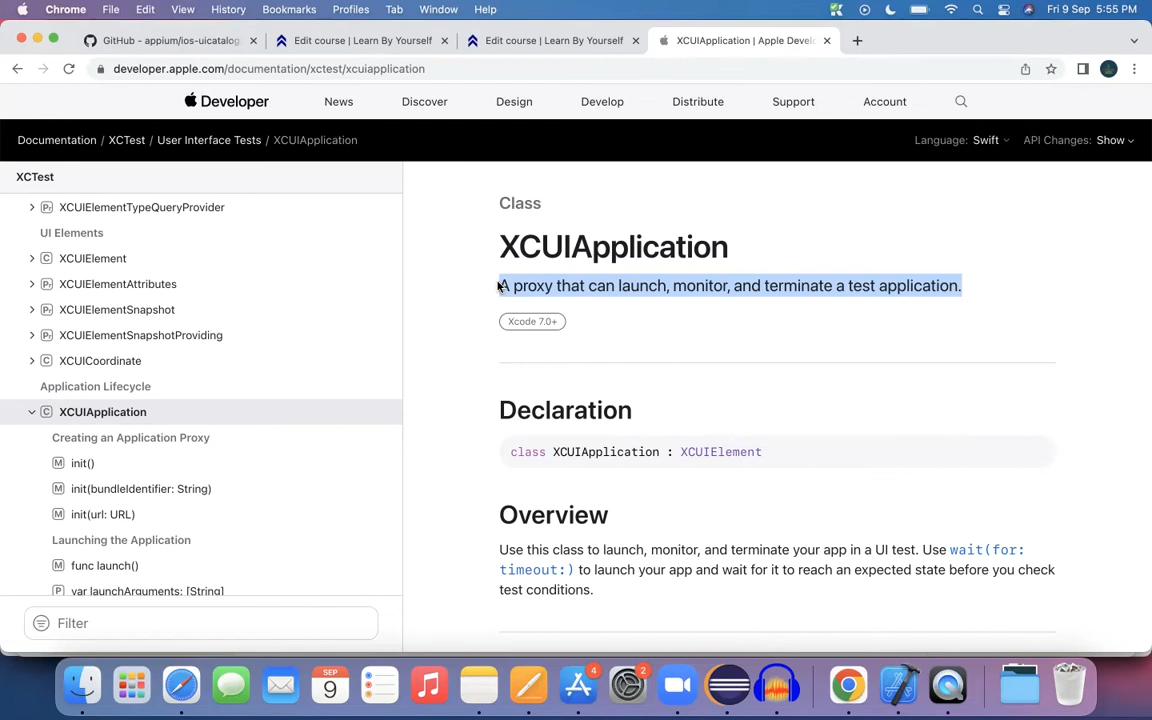 Chrome File Edit View History Bookmarks Profiles Tab Window Help Fri 9 Sep 5:55 PM
GitHub - appium/ios-uicatalog Edit course | Learn By Yourself Edit course | Learn By Yourself XCUIApplication | Apple Devel
developer.apple.com/documentation/xctest/xcuiapplication
Developer News Discover Design Develop Distribute Support Account
Documentation / XCTest / User Interface Tests / XCUIApplication Language: Swift API Changes: Show
XCTest
Pr XCUIElementTypeQueryProvider
UI Elements
C XCUIElement
Pr XCUIElementAttributes
Pr XCUIElementSnapshot
Pr XCUIElementSnapshotProviding
C XCUICoordinate
Application Lifecycle
C XCUIApplication
Creating an Application Proxy
M init()
M init(bundleIdentifier: String)
M init(url: URL)
Launching the Application
M func launch()
P var launchArguments: [String]
Filter
Class
XCUIApplication
A proxy that can launch, monitor, and terminate a test application.
Xcode 7.0+
Declaration
class XCUIApplication : XCUIElement
Overview
Use this class to launch, monitor, and terminate your app in a UI test. Use wait(for:
timeout:) to launch your app and wait for it to reach an expected state before you check
test conditions.
SEP
9
4
2